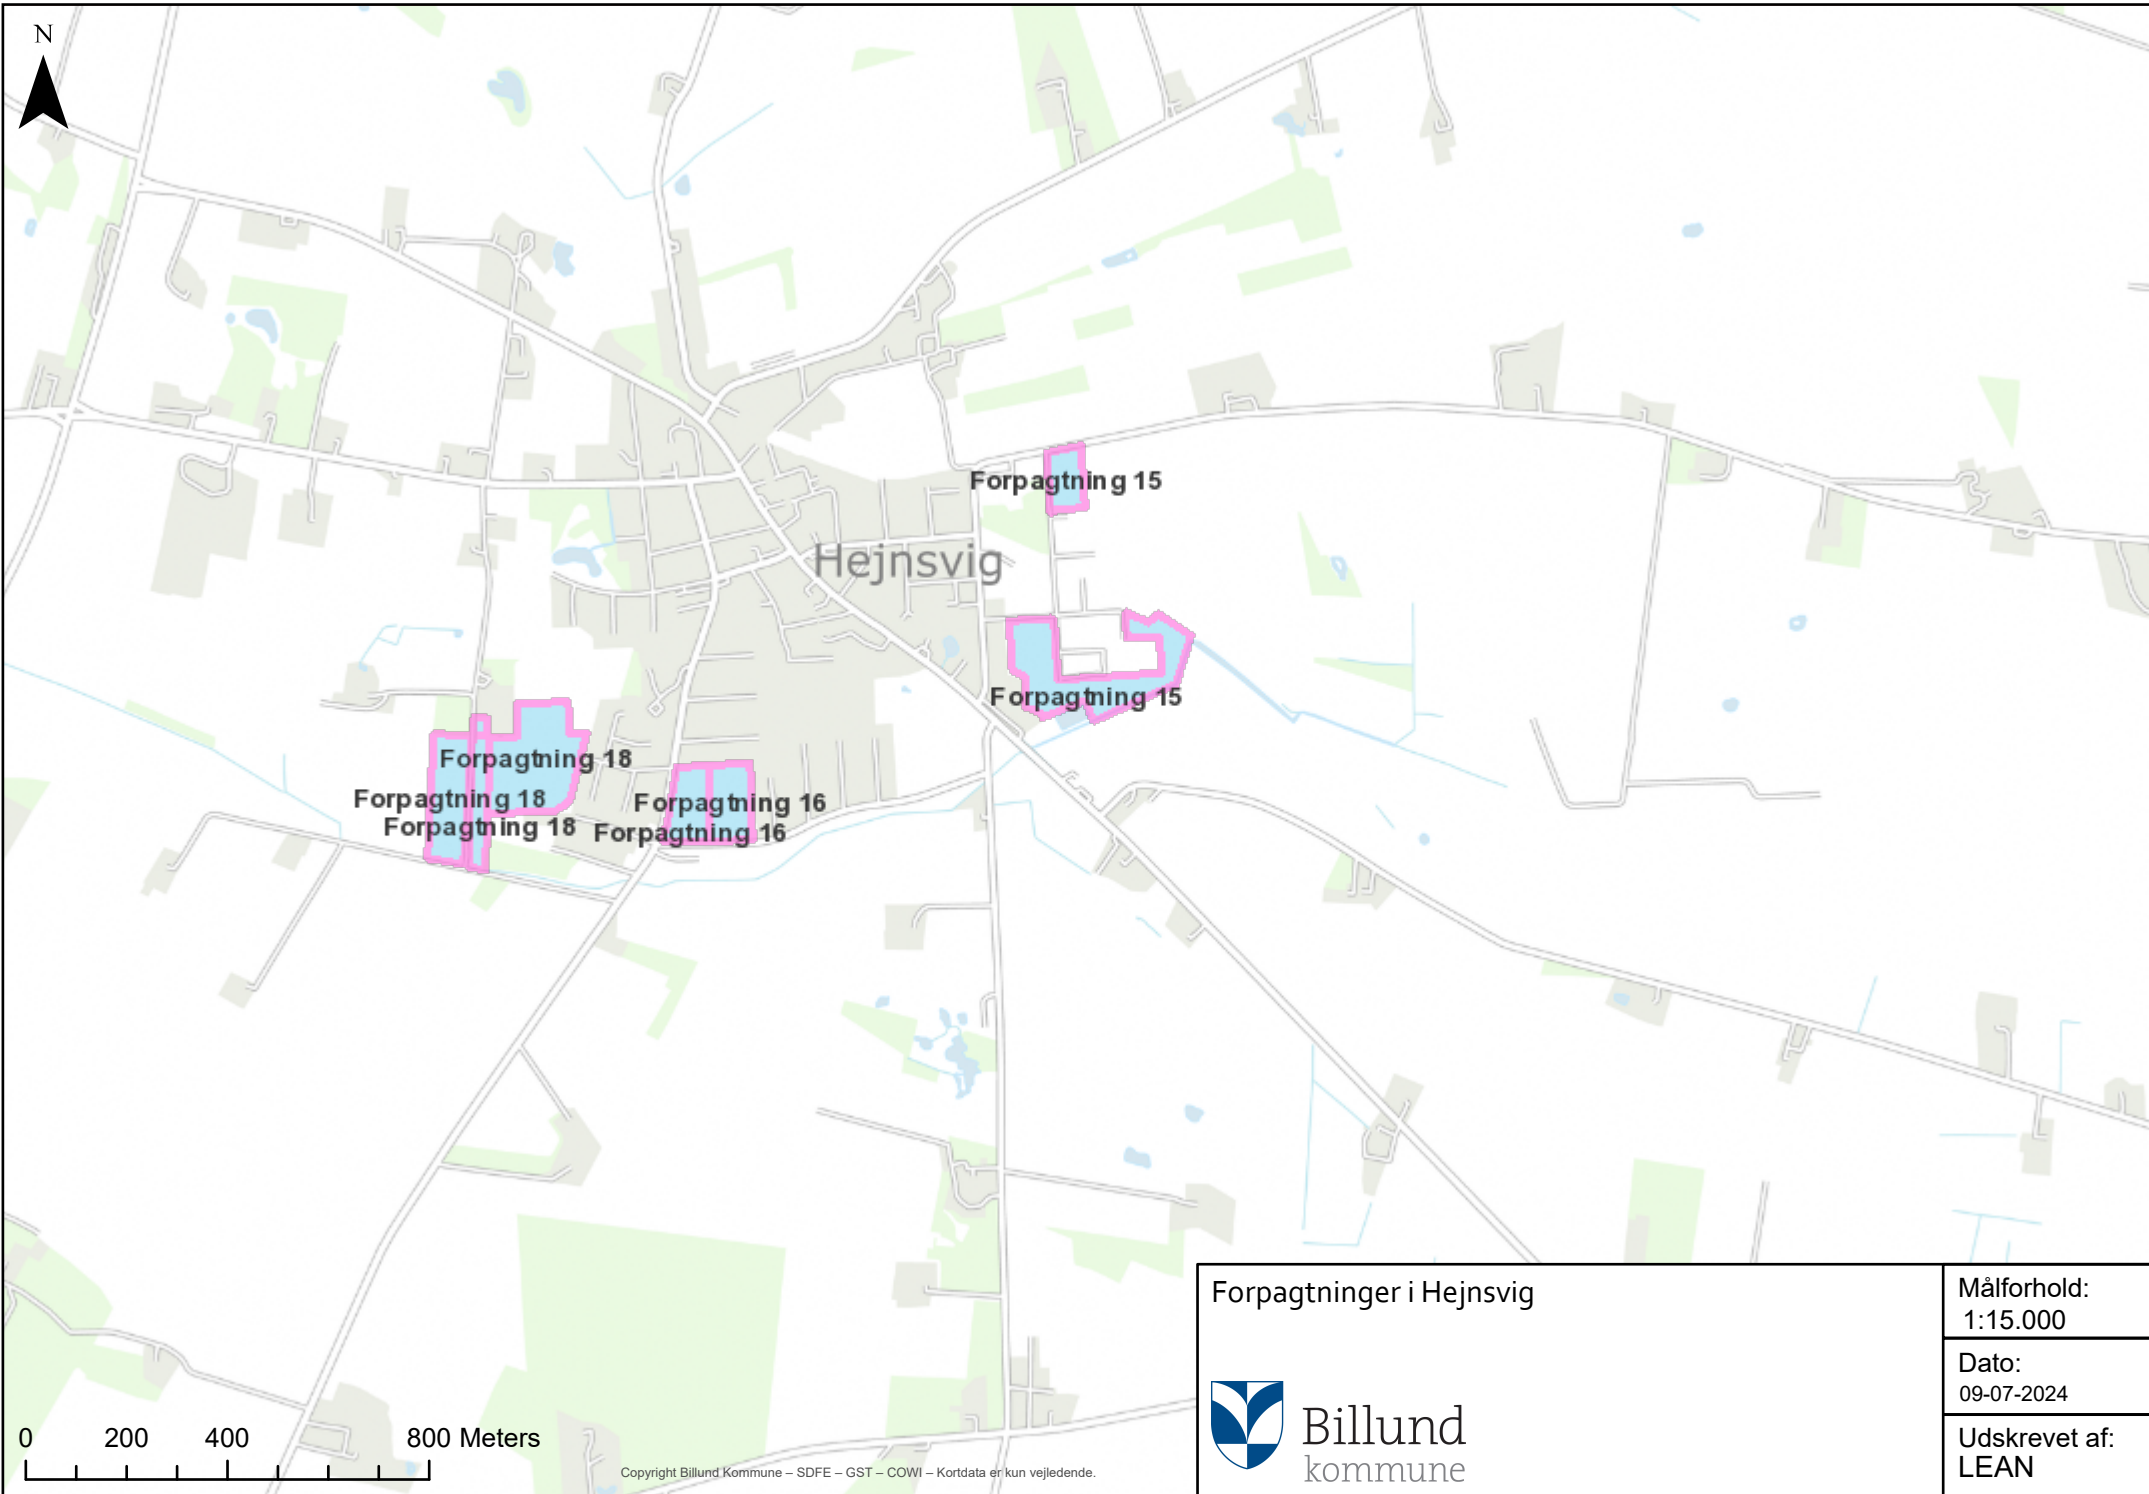 N
Forpagtning 15
Hejnsvig
Forpagtning 15
Forpagtning 18
Forpagtning 18
Forpagtning 18
Forpagtning 16
Forpagtning 16
Forpagtninger i Hejnsvig
Billund
kommune
Målforhold:
1:15.000
Dato:
09-07-2024
Udskrevet af:
LEAN
0 200 400 800 Meters
Copyright Billund Kommune – SDFE – GST – COWI – Kortdata er kun vejledende.